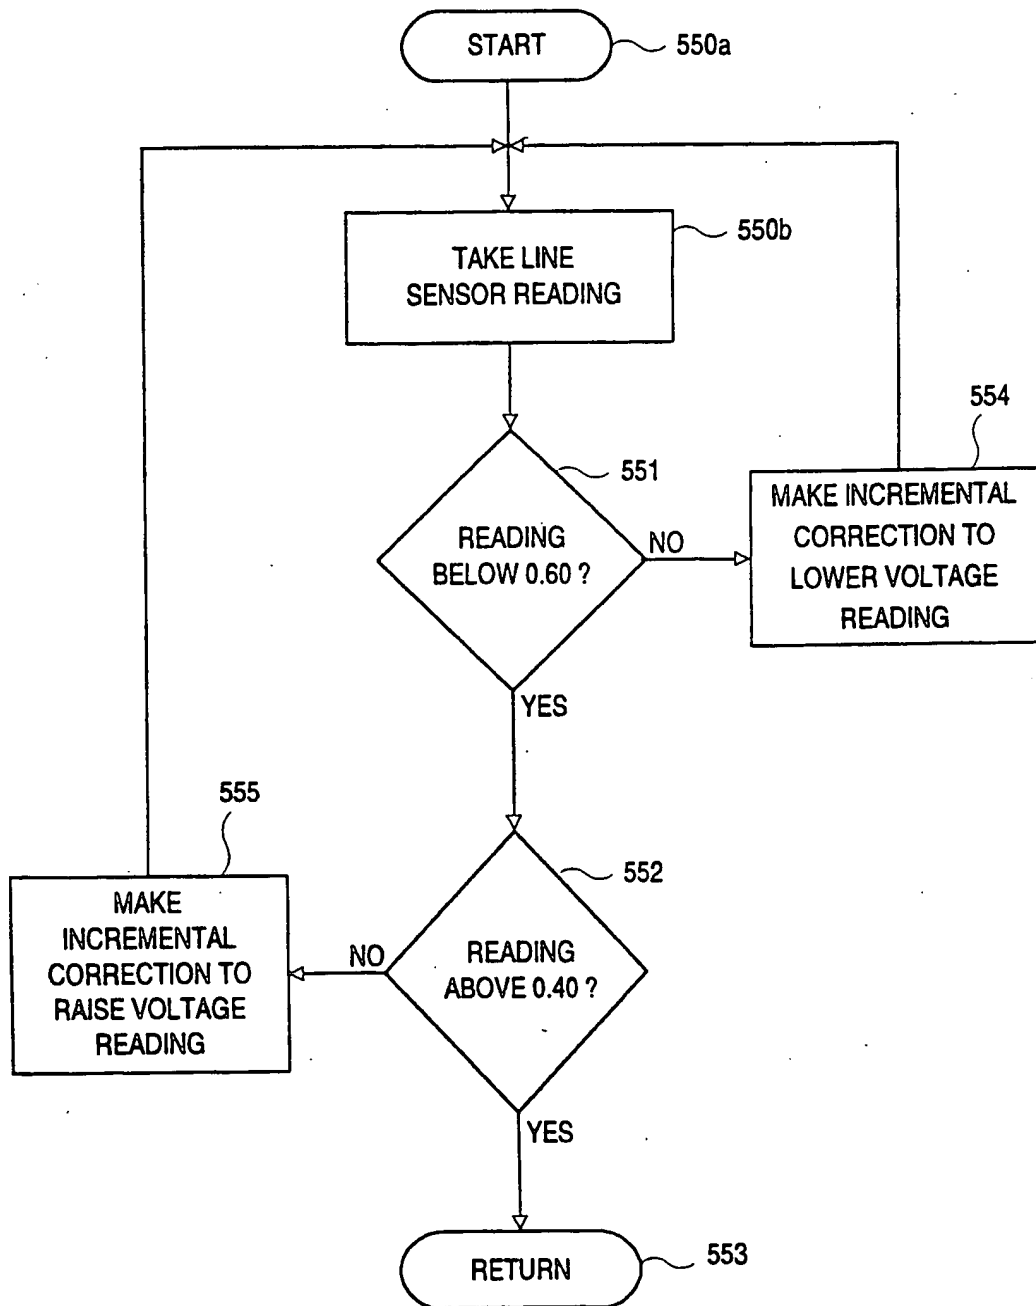 START
550a
550b
TAKE LINE
SENSOR READING
554
551
MAKE INCREMENTAL
CORRECTION TO
LOWER VOLTAGE
READING
READING
BELOW 0.60 ?
NO
YES
555
552
MAKE
INCREMENTAL
CORRECTION TO
RAISE VOLTAGE
READING
NO
READING
ABOVE 0.40 ?
YES
RETURN
553